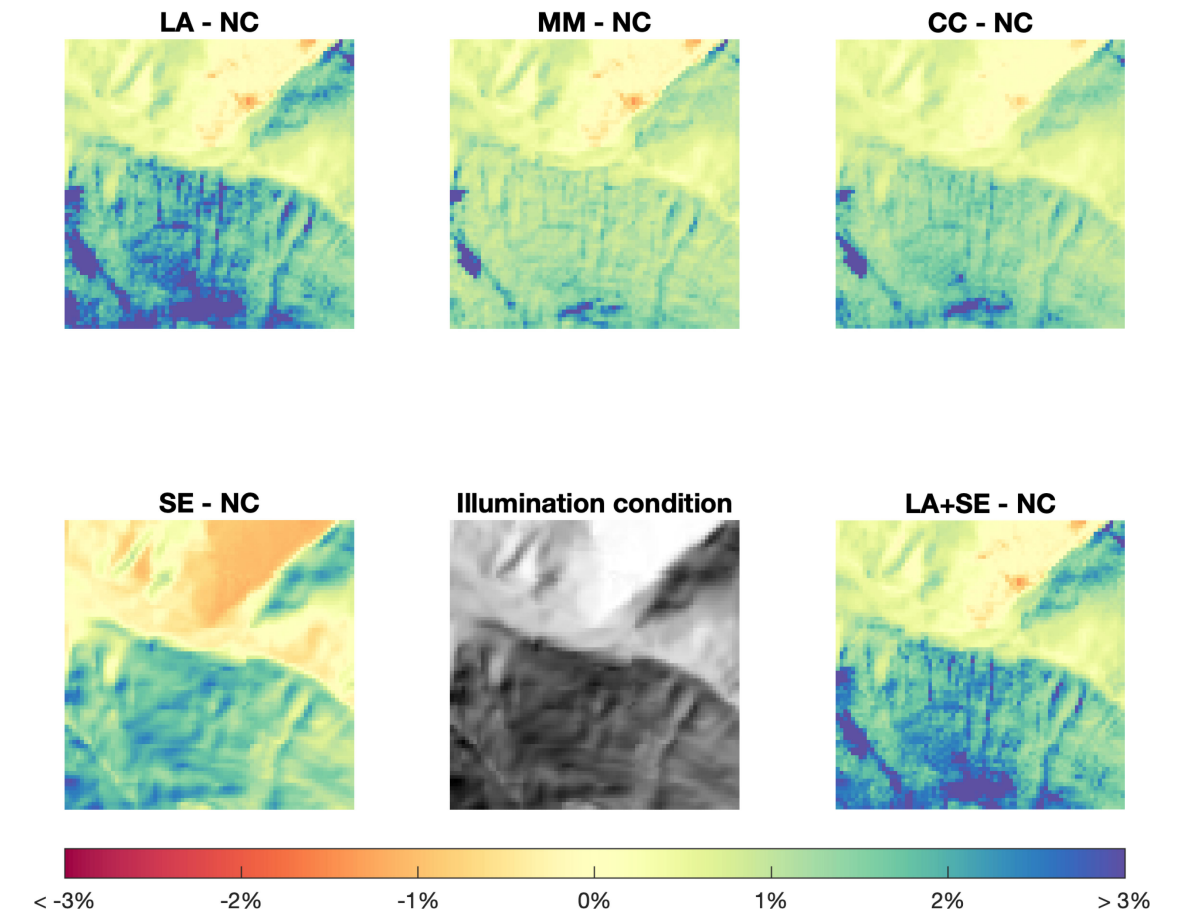 LA - NC MM - NC CC - NC
SE - NC Illumination condition LA+SE - NC
< -3% -2% -1% 0% 1% 2% > 3%